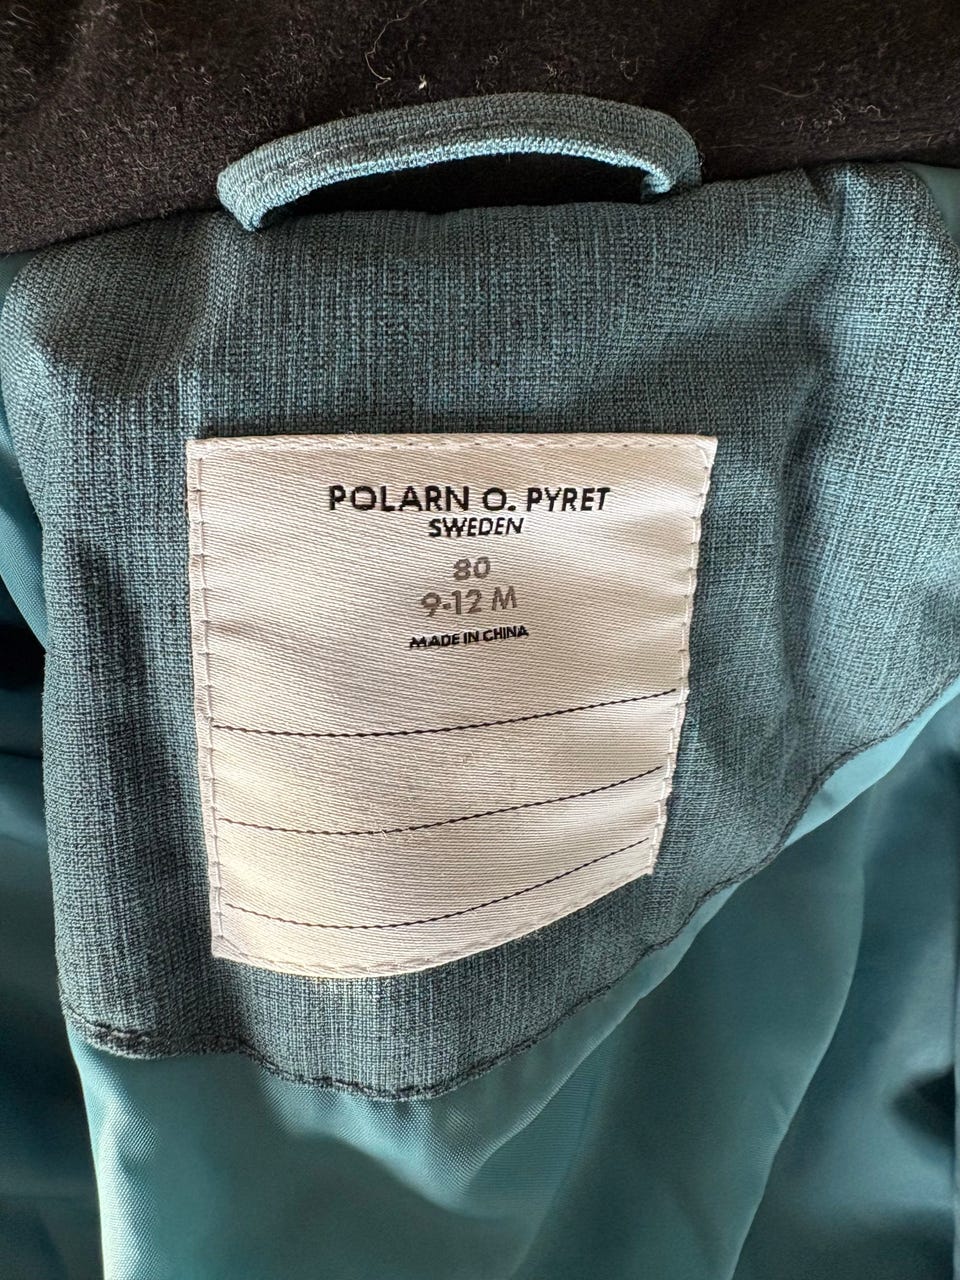 POLARN O. PYRET
SWEDEN
80
9-12 M
MADE IN CHINA